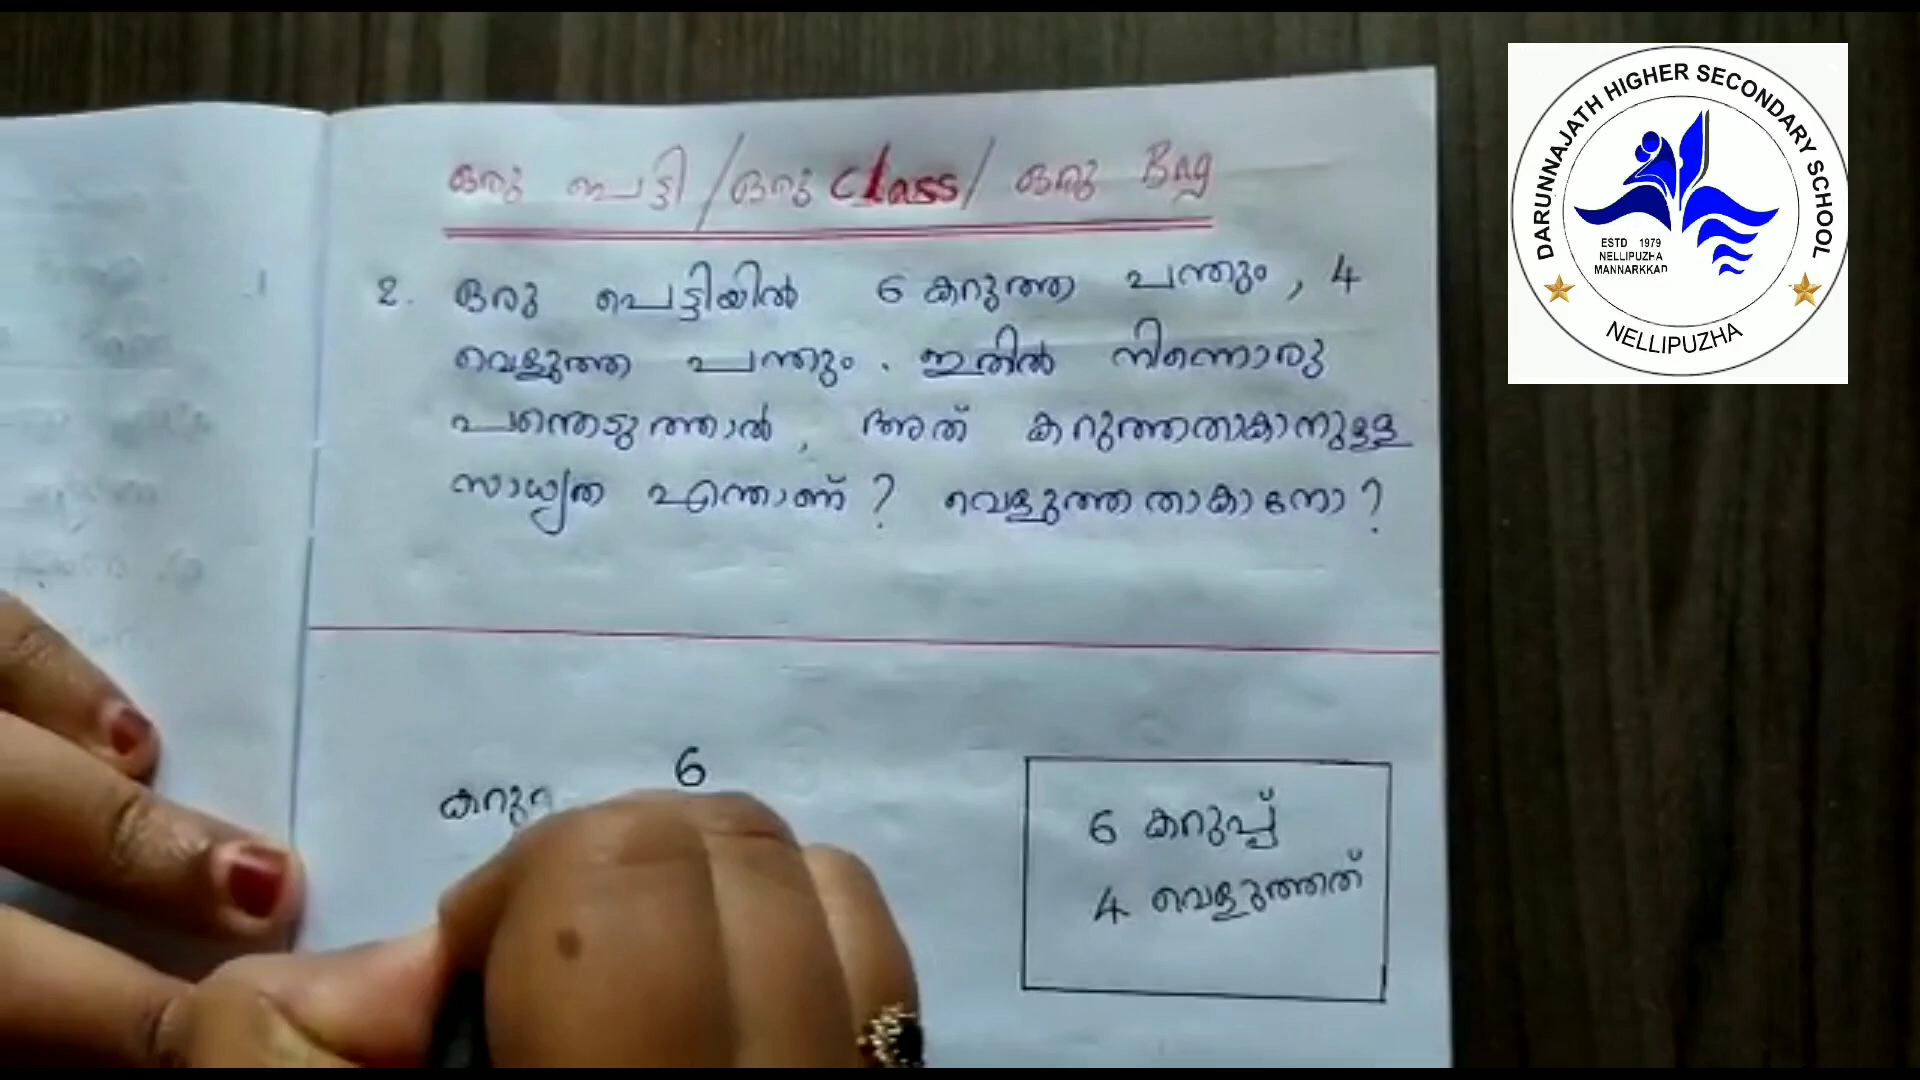 ഒരു പെട്ടി / ഒരു Class / ഒരു Bag
2. ഒരു പെട്ടിയിൽ 6 കറുത്ത പന്തും, 4
വെളുത്ത പന്തും. ഇതിൽ നിന്നൊരു
പന്തെടുത്താൽ, അത് കറുത്തതാകാനുള്ള
സാധ്യത എന്താണ്? വെളുത്തതാകാനോ?
6
6 കറുപ്പ്
4 വെളുത്തത്
DARUNNAJATH HIGHER SECONDARY SCHOOL
ESTD 1979
NELLIPUZHA
MANNARKKAD
NELLIPUZHA